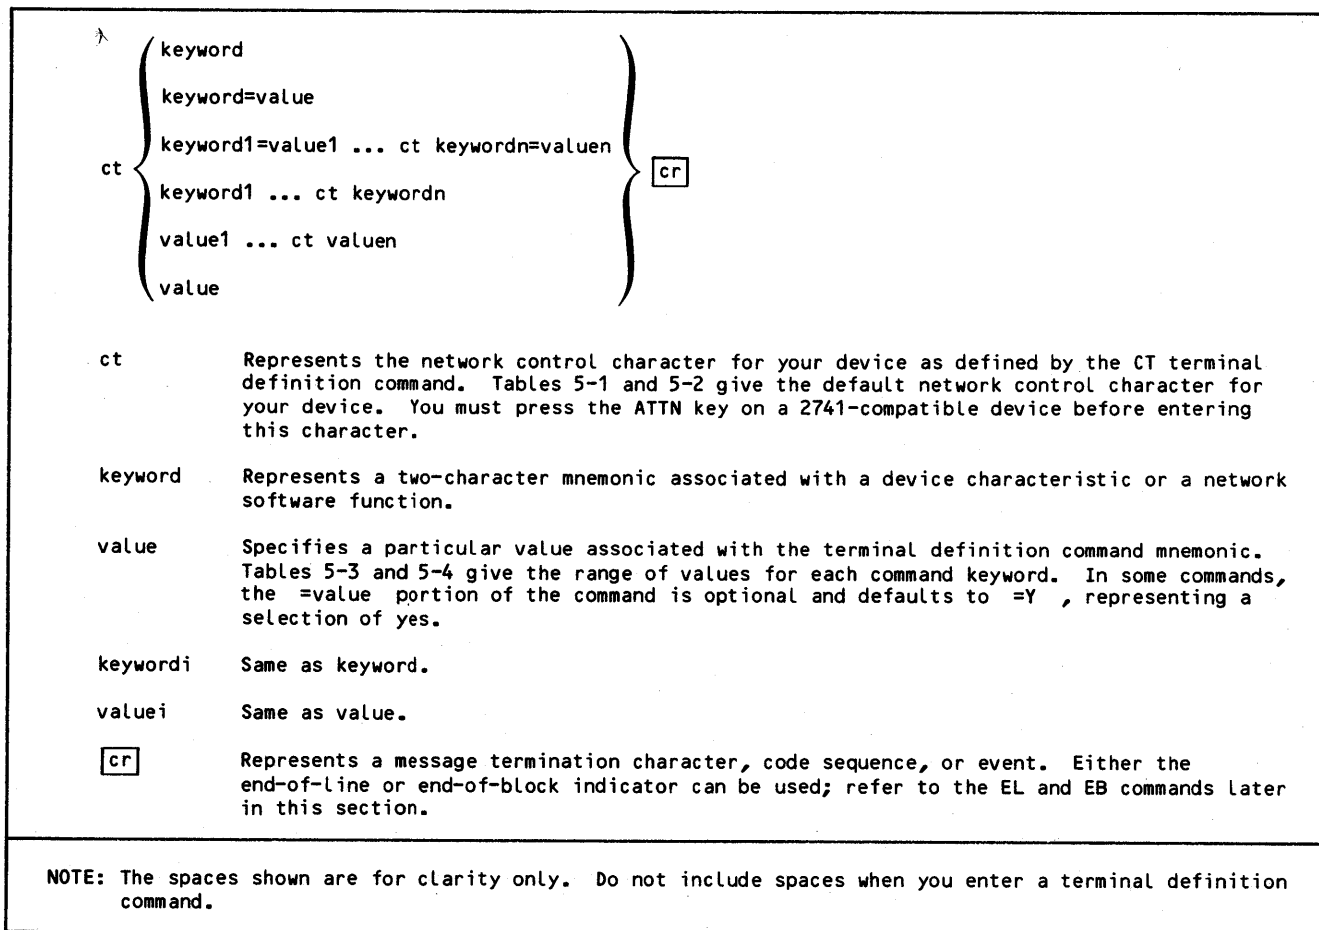 keyword
keyword=value
keyword1=value1 ... ct keywordn=valuen
ct
cr
keyword1 ... ct keywordn
value1 ... ct valuen
value
ct Represents the network control character for your device as defined by the CT terminal
definition command. Tables 5-1 and 5-2 give the default network control character for
your device. You must press the ATTN key on a 2741-compatible device before entering
this character.
keyword Represents a two-character mnemonic associated with a device characteristic or a network
software function.
value Specifies a particular value associated with the terminal definition command mnemonic.
Tables 5-3 and 5-4 give the range of values for each command keyword. In some commands,
the =value portion of the command is optional and defaults to =Y , representing a
selection of yes.
keywordi Same as keyword.
valuei Same as value.
cr Represents a message termination character, code sequence, or event. Either the
end-of-line or end-of-block indicator can be used; refer to the EL and EB commands later
in this section.
NOTE: The spaces shown are for clarity only. Do not include spaces when you enter a terminal definition
command.